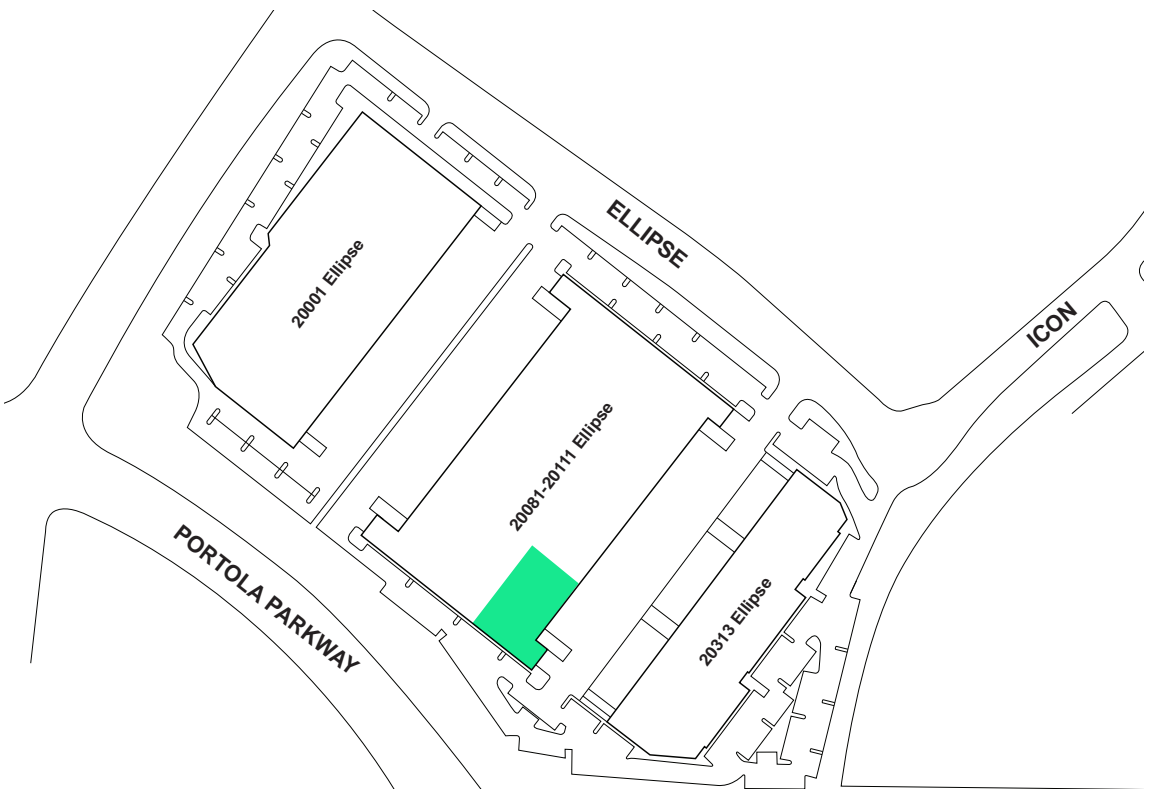 ELLIPSE
20001 Ellipse
ICON
20081-20111 Ellipse
PORTOLA PARKWAY
20313 Ellipse